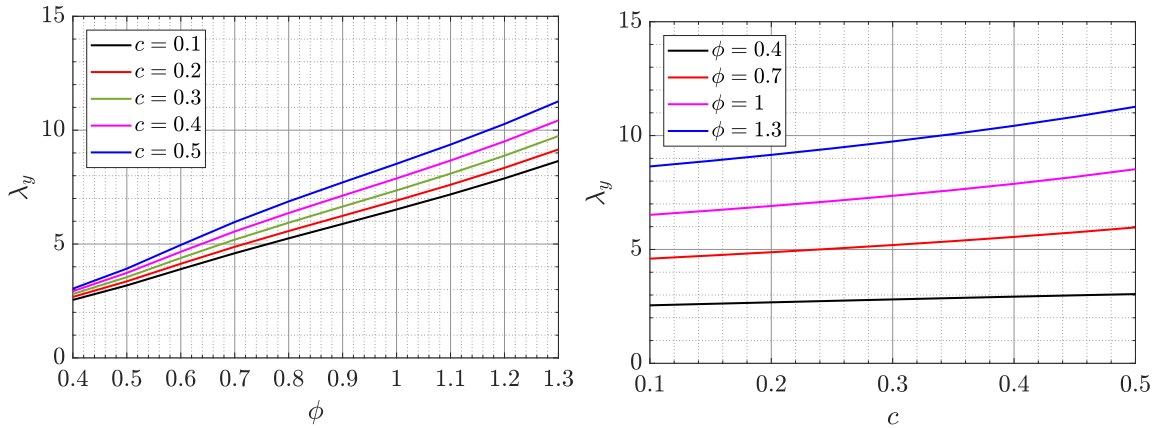 15
10
5
0
λ_y
c = 0.1
c = 0.2
c = 0.3
c = 0.4
c = 0.5
0.4 0.5 0.6 0.7 0.8 0.9 1 1.1 1.2 1.3
ϕ
15
10
5
0
λ_y
ϕ = 0.4
ϕ = 0.7
ϕ = 1
ϕ = 1.3
0.1 0.2 0.3 0.4 0.5
c